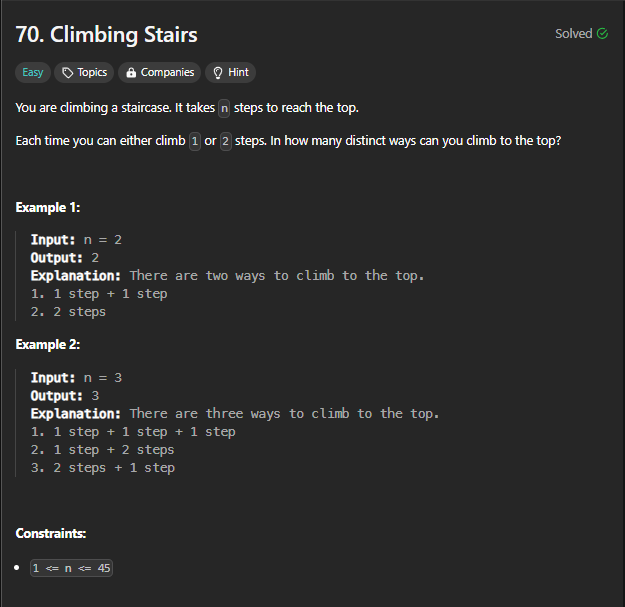 70. Climbing Stairs
Solved
Easy Topics Companies Hint
You are climbing a staircase. It takes n steps to reach the top.
Each time you can either climb 1 or 2 steps. In how many distinct ways can you climb to the top?
Example 1:
Input: n = 2
Output: 2
Explanation: There are two ways to climb to the top.
1. 1 step + 1 step
2. 2 steps
Example 2:
Input: n = 3
Output: 3
Explanation: There are three ways to climb to the top.
1. 1 step + 1 step + 1 step
2. 1 step + 2 steps
3. 2 steps + 1 step
Constraints:
• 1 <= n <= 45